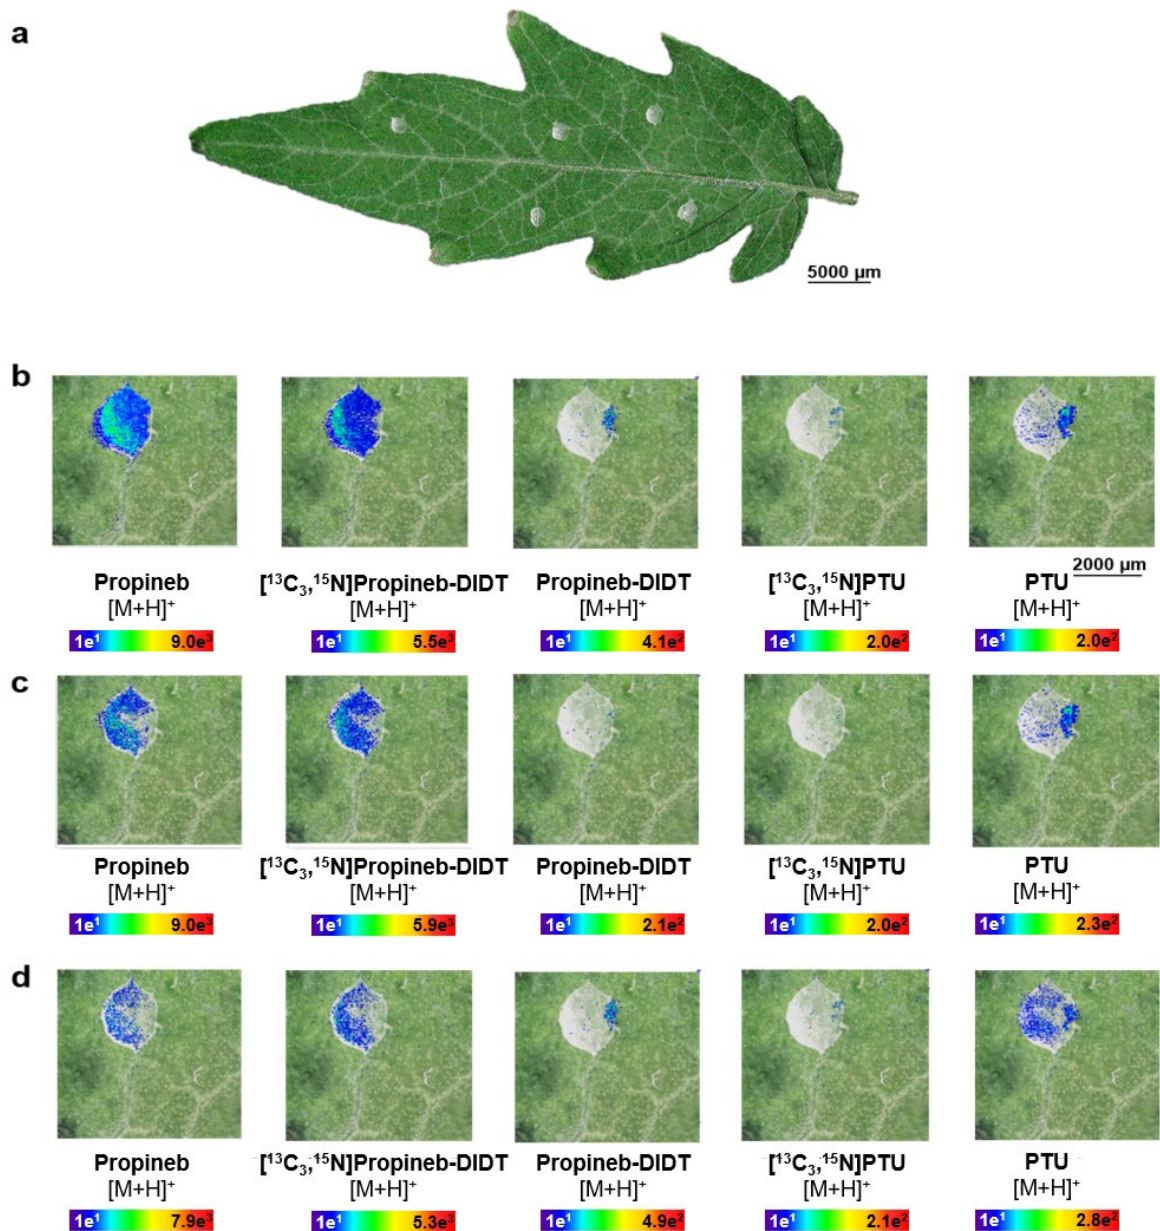 a
5000 µm
b
2000 µm
Propineb [¹³C₃,¹⁵N]Propineb-DIDT Propineb-DIDT [¹³C₃,¹⁵N]PTU PTU
[M+H]⁺ [M+H]⁺ [M+H]⁺ [M+H]⁺ [M+H]⁺
1e¹ 9.0e³ 1e¹ 5.5e³ 1e¹ 4.1e² 1e¹ 2.0e² 1e¹ 2.0e²
c
Propineb [¹³C₃,¹⁵N]Propineb-DIDT Propineb-DIDT [¹³C₃,¹⁵N]PTU PTU
[M+H]⁺ [M+H]⁺ [M+H]⁺ [M+H]⁺ [M+H]⁺
1e¹ 9.0e³ 1e¹ 5.9e³ 1e¹ 2.1e² 1e¹ 2.0e² 1e¹ 2.3e²
d
Propineb [¹³C₃,¹⁵N]Propineb-DIDT Propineb-DIDT [¹³C₃,¹⁵N]PTU PTU
[M+H]⁺ [M+H]⁺ [M+H]⁺ [M+H]⁺ [M+H]⁺
1e¹ 7.9e³ 1e¹ 5.3e³ 1e¹ 4.9e² 1e¹ 2.1e² 1e¹ 2.8e²